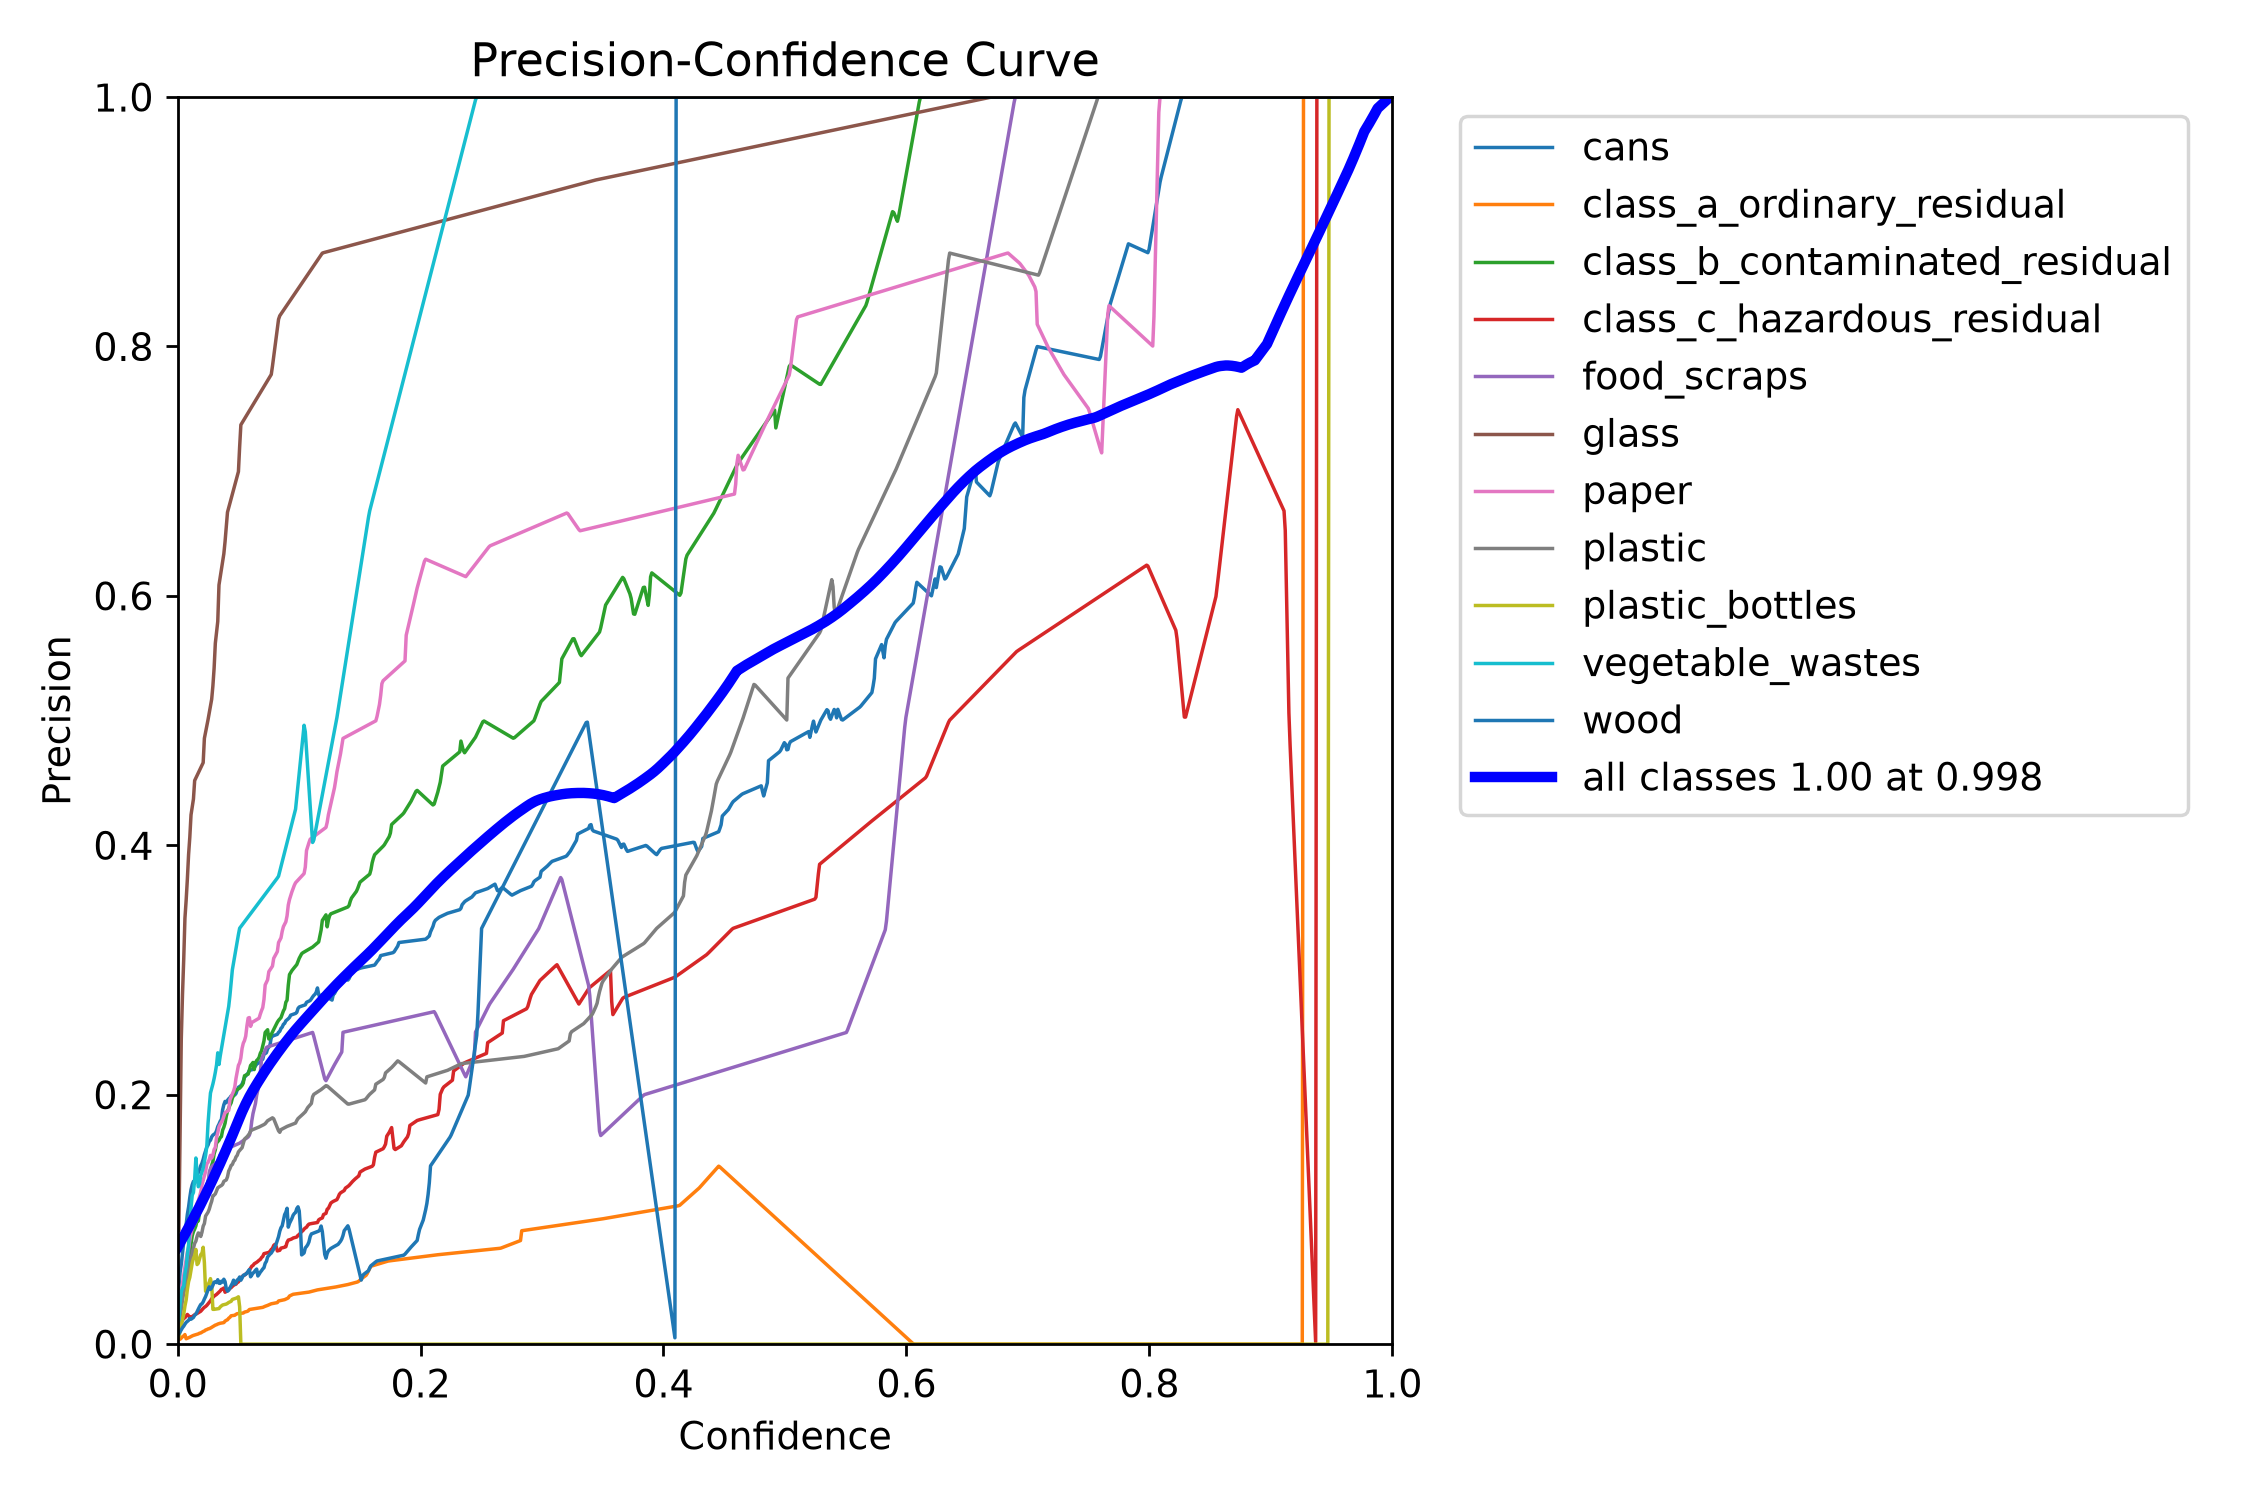 Precision-Confidence Curve
1.0
0.8
0.6
0.4
0.2
0.0
Precision
0.0 0.2 0.4 0.6 0.8 1.0
Confidence
cans
class_a_ordinary_residual
class_b_contaminated_residual
class_c_hazardous_residual
food_scraps
glass
paper
plastic
plastic_bottles
vegetable_wastes
wood
all classes 1.00 at 0.998